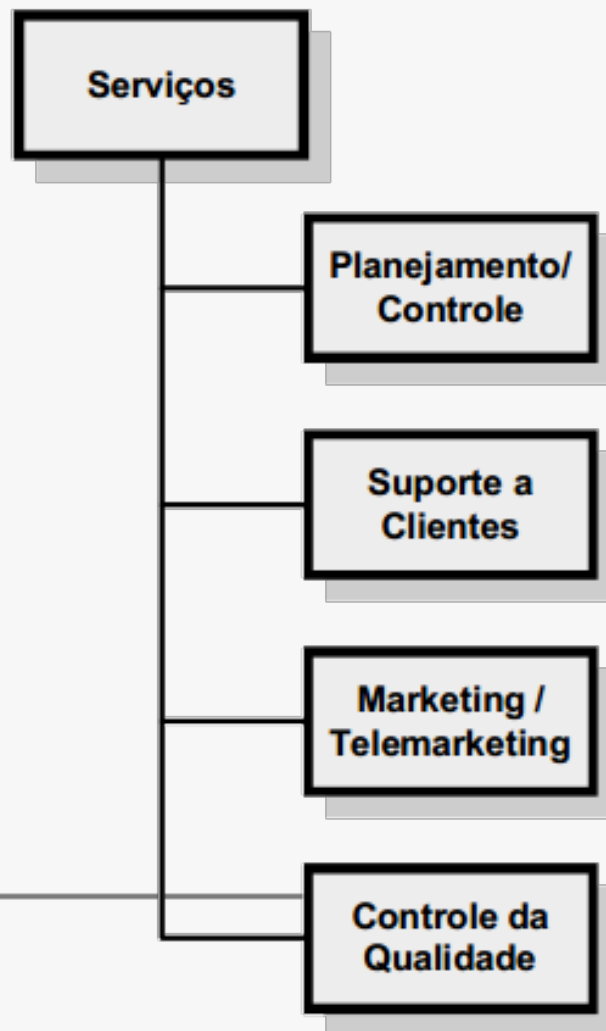 Serviços
Planejamento/
Controle
Suporte a
Clientes
Marketing /
Telemarketing
Controle da
Qualidade